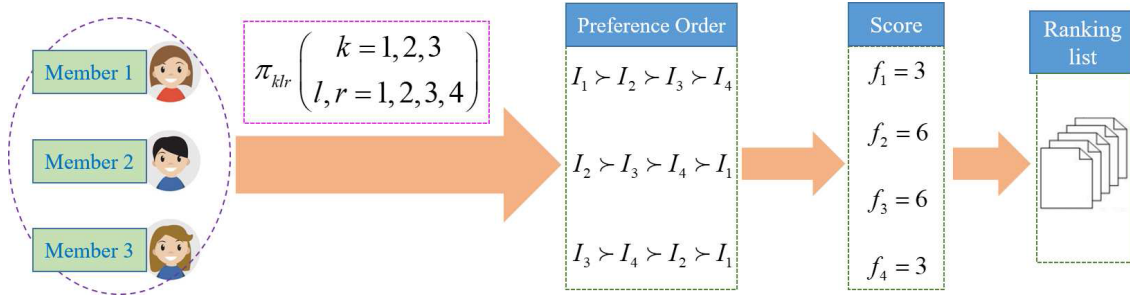 Member 1
Member 2
Member 3
π_{klr} ( k = 1, 2, 3
l, r = 1, 2, 3, 4 )
Preference Order
I₁ ≻ I₂ ≻ I₃ ≻ I₄
I₂ ≻ I₃ ≻ I₄ ≻ I₁
I₃ ≻ I₄ ≻ I₂ ≻ I₁
Score
f₁ = 3
f₂ = 6
f₃ = 6
f₄ = 3
Ranking
list